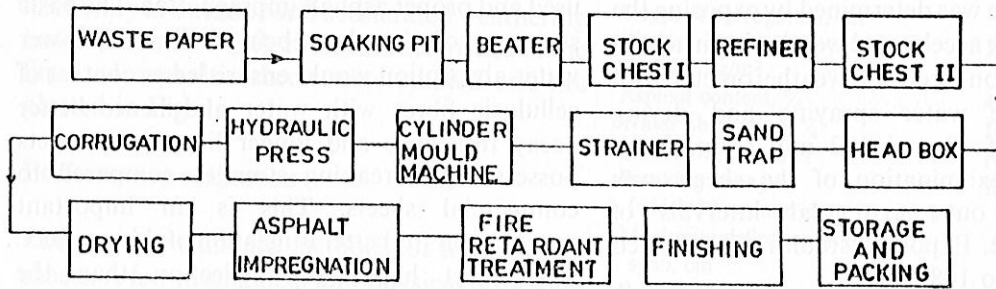 WASTE PAPER
SOAKING PIT
BEATER
STOCK
CHEST I
REFINER
STOCK
CHEST II
CORRUGATION
HYDRAULIC
PRESS
CYLINDER
MOULD
MACHINE
STRAINER
SAND
TRAP
HEAD BOX
DRYING
ASPHALT
IMPREGNATION
FIRE
RETARDANT
TREATMENT
FINISHING
STORAGE
AND
PACKING